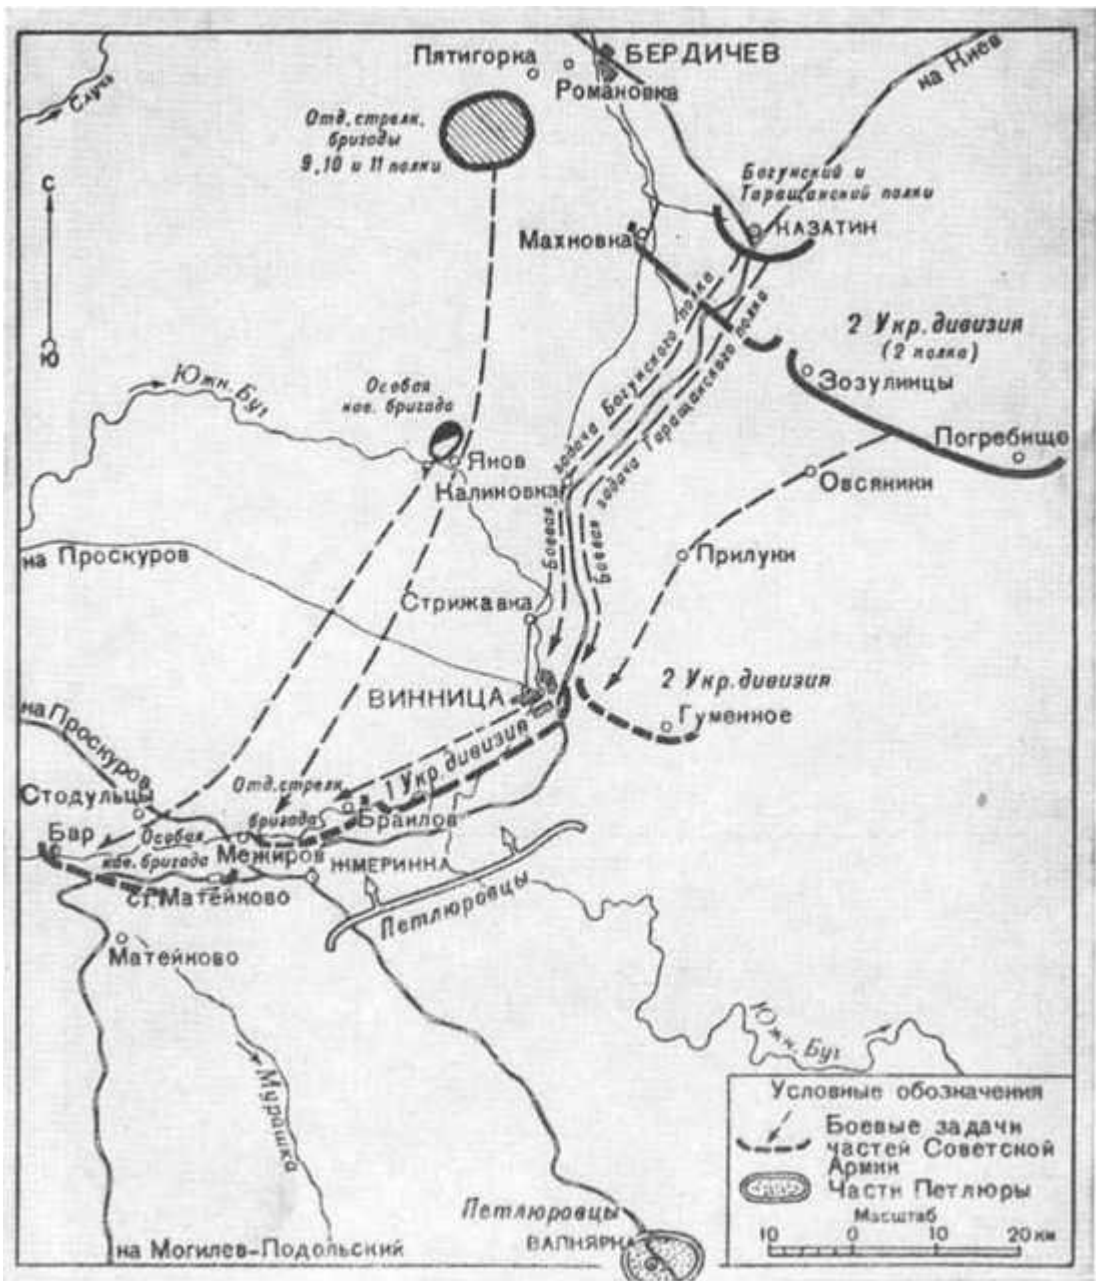 Пятигорка
БЕРДИЧЕВ
Романовка
на Киев
Случь
Отд. стрелк.
бригады
9, 10 и 11 полки
Богунский и
Таращанский полки
КАЗАТИН
Махновка
С
Ю
2 Укр. дивизия
(2 полка)
Зозулинцы
Погребище
Овсяники
Южн. Буг
Особая
кав. бригада
Янов
Калиновка
Боевая задача Богунского полка
Боевая задача Таращанского полка
на Проскуров
Прилуки
Стрижавка
ВИННИЦА
2 Укр. дивизия
Гуменное
на Проскуров
1 Укр. дивизия
Стодульцы
Отд. стрелк.
бригада
Браилов
Бар
Особая
кав. бригада
Межиров
ЖМЕРИНКА
ст. Матейково
Петлюровцы
Матейково
Мурашка
Южн. Буг
Петлюровцы
ВАПНЯРКА
на Могилев-Подольский
Условные обозначения
Боевые задачи
частей Советской
Армии
Части Петлюры
Масштаб
10 0 10 20 км